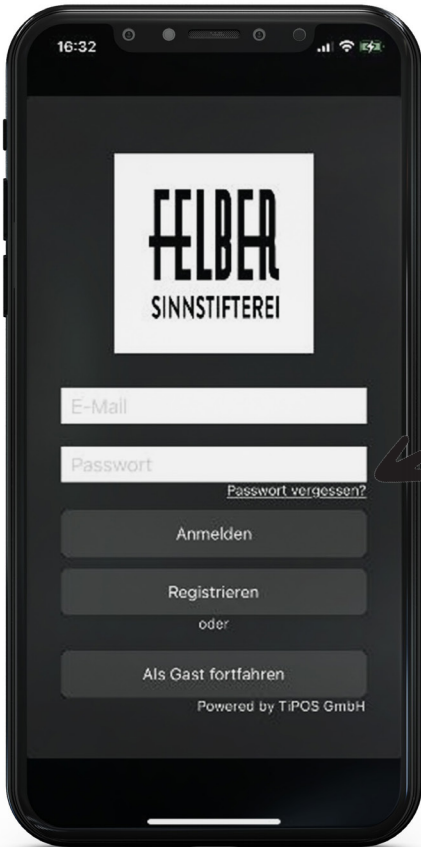 16:32
FELBER
SINNSTIFTEREI
E-Mail
Passwort
Passwort vergessen?
Anmelden
Registrieren
oder
Als Gast fortfahren
Powered by TiPOS GmbH